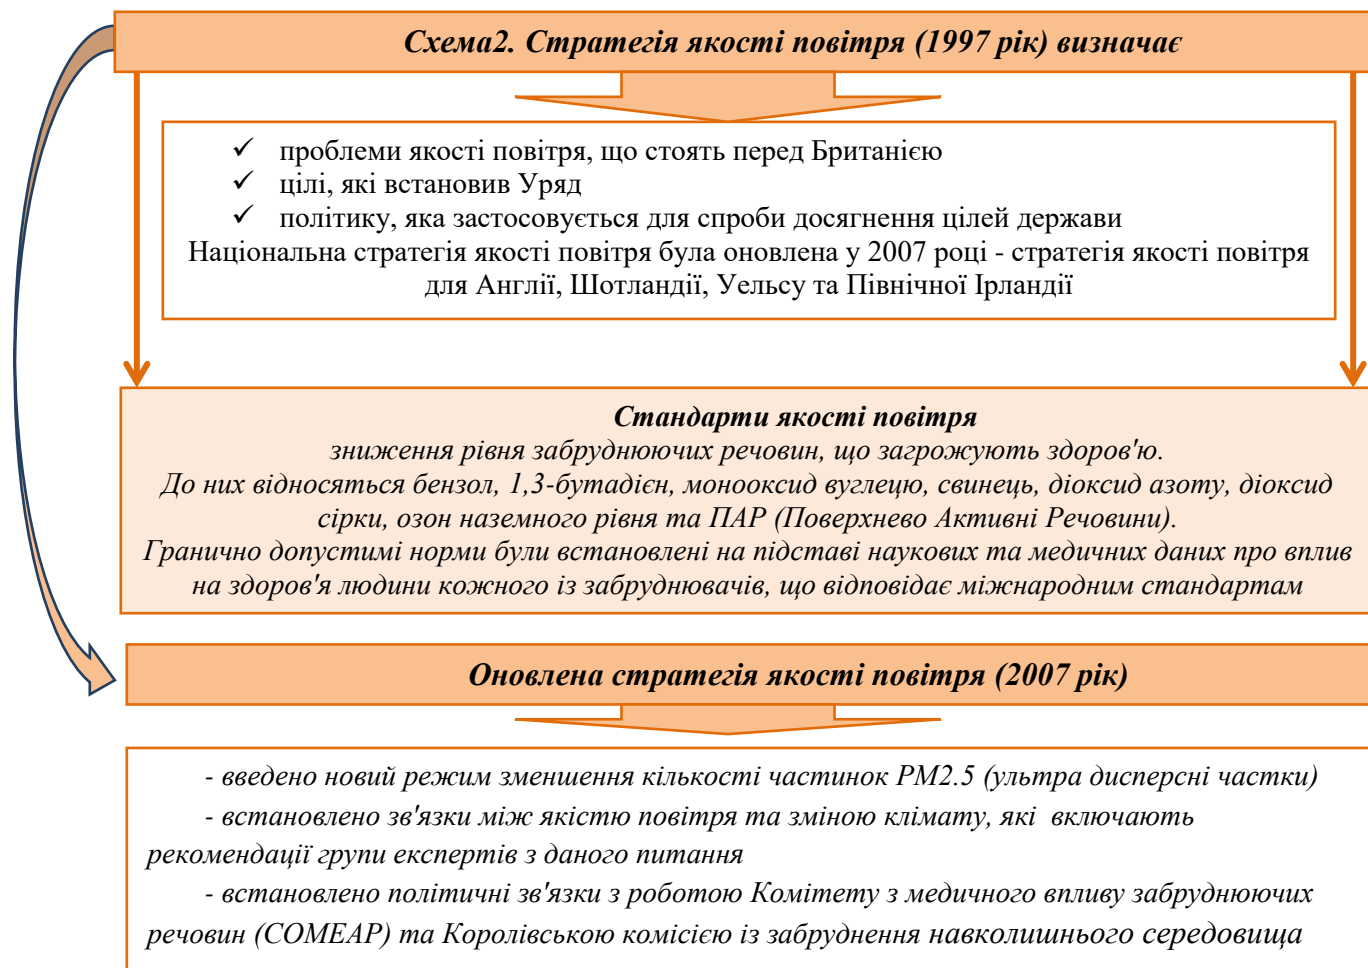 Схема2. Стратегія якості повітря (1997 рік) визначає
✓ проблеми якості повітря, що стоять перед Британією
✓ цілі, які встановив Уряд
✓ політику, яка застосовується для спроби досягнення цілей держави
Національна стратегія якості повітря була оновлена у 2007 році - стратегія якості повітря
для Англії, Шотландії, Уельсу та Північної Ірландії
Стандарти якості повітря
зниження рівня забруднюючих речовин, що загрожують здоров'ю.
До них відносяться бензол, 1,3-бутадієн, монооксид вуглецю, свинець, діоксид азоту, діоксид
сірки, озон наземного рівня та ПАР (Поверхнево Активні Речовини).
Гранично допустимі норми були встановлені на підставі наукових та медичних даних про вплив
на здоров'я людини кожного із забруднювачів, що відповідає міжнародним стандартам
Оновлена стратегія якості повітря (2007 рік)
- введено новий режим зменшення кількості частинок PM2.5 (ультра дисперсні частки)
- встановлено зв'язки між якістю повітря та зміною клімату, які включають
рекомендації групи експертів з даного питання
- встановлено політичні зв'язки з роботою Комітету з медичного впливу забруднюючих
речовин (COMEAP) та Королівською комісією із забруднення навколишнього середовища